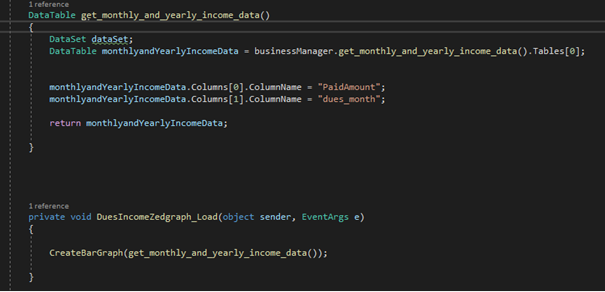 1 reference
DataTable get_monthly_and_yearly_income_data()
{
DataSet dataSet;
DataTable monthlyandYearlyIncomeData = businessManager.get_monthly_and_yearly_income_data().Tables[0];
monthlyandYearlyIncomeData.Columns[0].ColumnName = "PaidAmount";
monthlyandYearlyIncomeData.Columns[1].ColumnName = "dues_month";
return monthlyandYearlyIncomeData;
}
1 reference
private void DuesIncomeZedgraph_Load(object sender, EventArgs e)
{
CreateBarGraph(get_monthly_and_yearly_income_data());
}